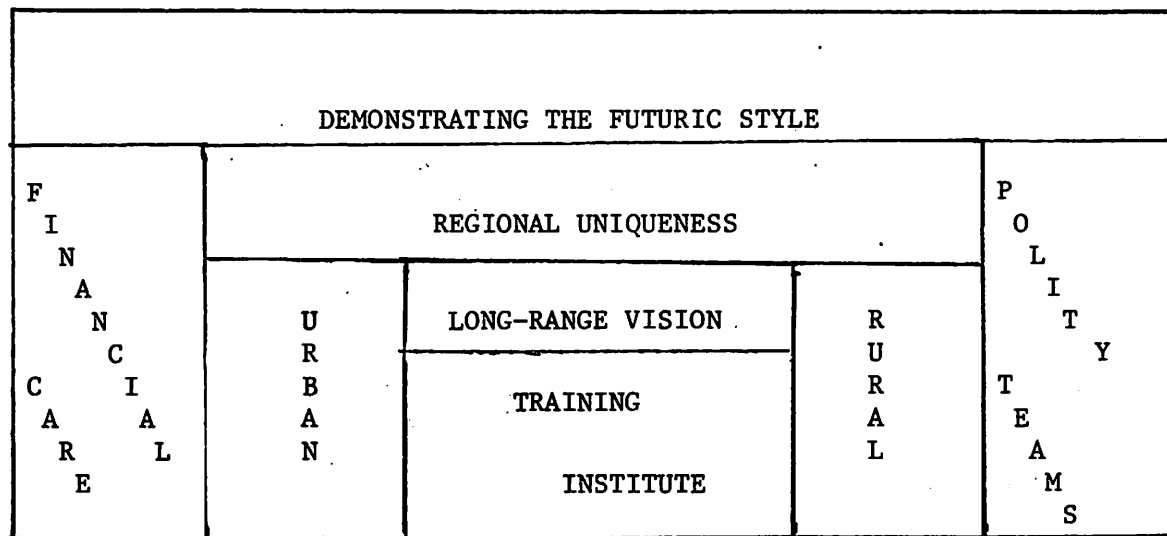 DEMONSTRATING THE FUTURIC STYLE
FINANCIAL
CARE
REGIONAL UNIQUENESS
URBAN
LONG-RANGE VISION
TRAINING
INSTITUTE
RURAL
POLITY
TEAMS